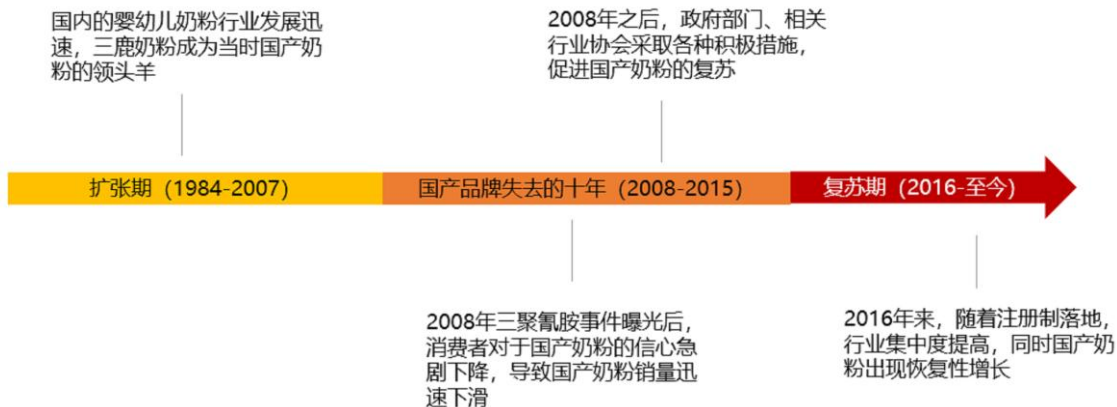 国内的婴幼儿奶粉行业发展迅
速，三鹿奶粉成为当时国产奶
粉的领头羊
2008年之后，政府部门、相关
行业协会采取各种积极措施，
促进国产奶粉的复苏
扩张期（1984-2007）
国产品牌失去的十年（2008-2015）
复苏期（2016-至今）
2008年三聚氰胺事件曝光后，
消费者对于国产奶粉的信心急
剧下降，导致国产奶粉销量迅
速下滑
2016年来，随着注册制落地，
行业集中度提高，同时国产奶
粉出现恢复性增长